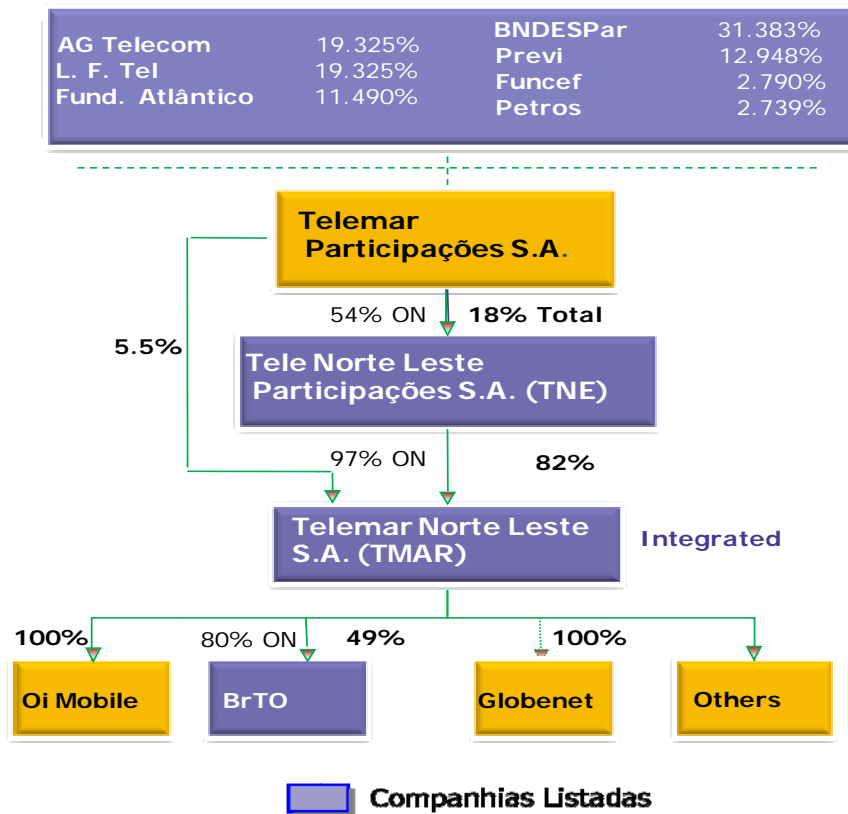 AG Telecom 19.325%
L. F. Tel 19.325%
Fund. Atlântico 11.490%
BNDESPar 31.383%
Previ 12.948%
Funcef 2.790%
Petros 2.739%
Telemar
Participações S.A.
54% ON 18% Total
5.5%
Tele Norte Leste
Participações S.A. (TNE)
97% ON 82%
Telemar Norte Leste
S.A. (TMAR)
Integrated
100% 80% ON 49% 100%
Oi Mobile BrTO Globenet Others
Companhias Listadas